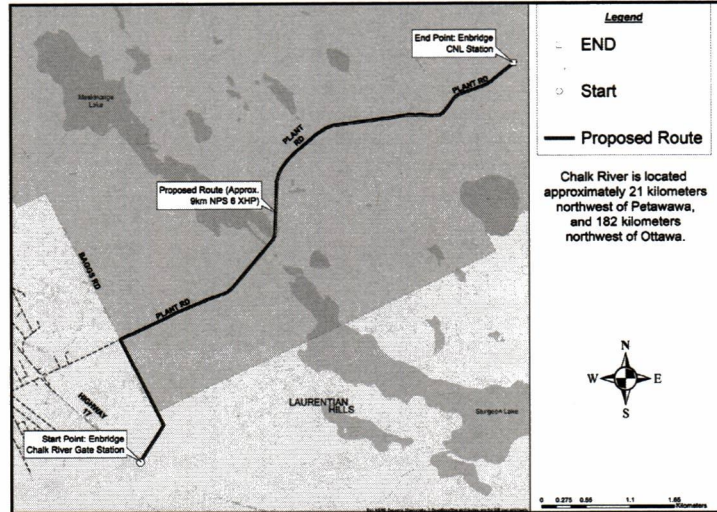 End Point: Enbridge
CNL Station
Maskinonge
Lake
PLANT RD
PLANT
RD
Proposed Route (Approx.
9km NPS 6 XHP)
BAGGS RD
PLANT RD
HIGHWAY
17
LAURENTIAN
HILLS
Sturgeon Lake
Start Point: Enbridge
Chalk River Gate Station
Legend
END
Start
Proposed Route
Chalk River is located
approximately 21 kilometers
northwest of Petawawa,
and 182 kilometers
northwest of Ottawa.
N
W E
S
0 0.275 0.55 1.1 1.65
Kilometers